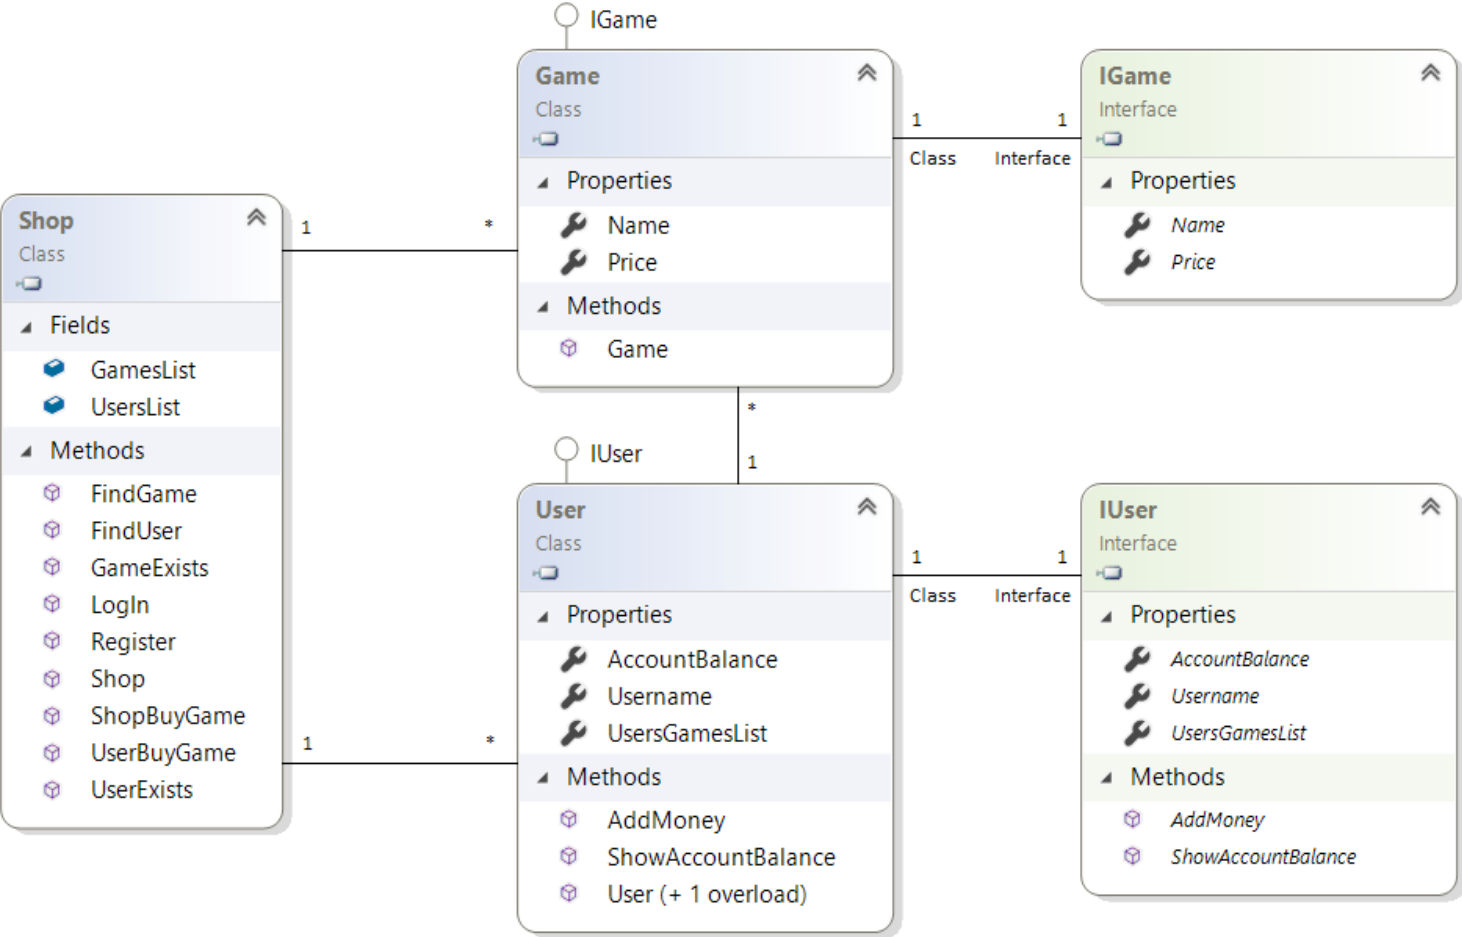 IGame
Game
Class
Properties
Name
Price
Methods
Game
1 1
Class Interface
IGame
Interface
Properties
Name
Price
Shop
Class
Fields
GamesList
UsersList
Methods
FindGame
FindUser
GameExists
LogIn
Register
Shop
ShopBuyGame
UserBuyGame
UserExists
1 *
1 *
*
1
IUser
User
Class
Properties
AccountBalance
Username
UsersGamesList
Methods
AddMoney
ShowAccountBalance
User (+ 1 overload)
1 1
Class Interface
IUser
Interface
Properties
AccountBalance
Username
UsersGamesList
Methods
AddMoney
ShowAccountBalance